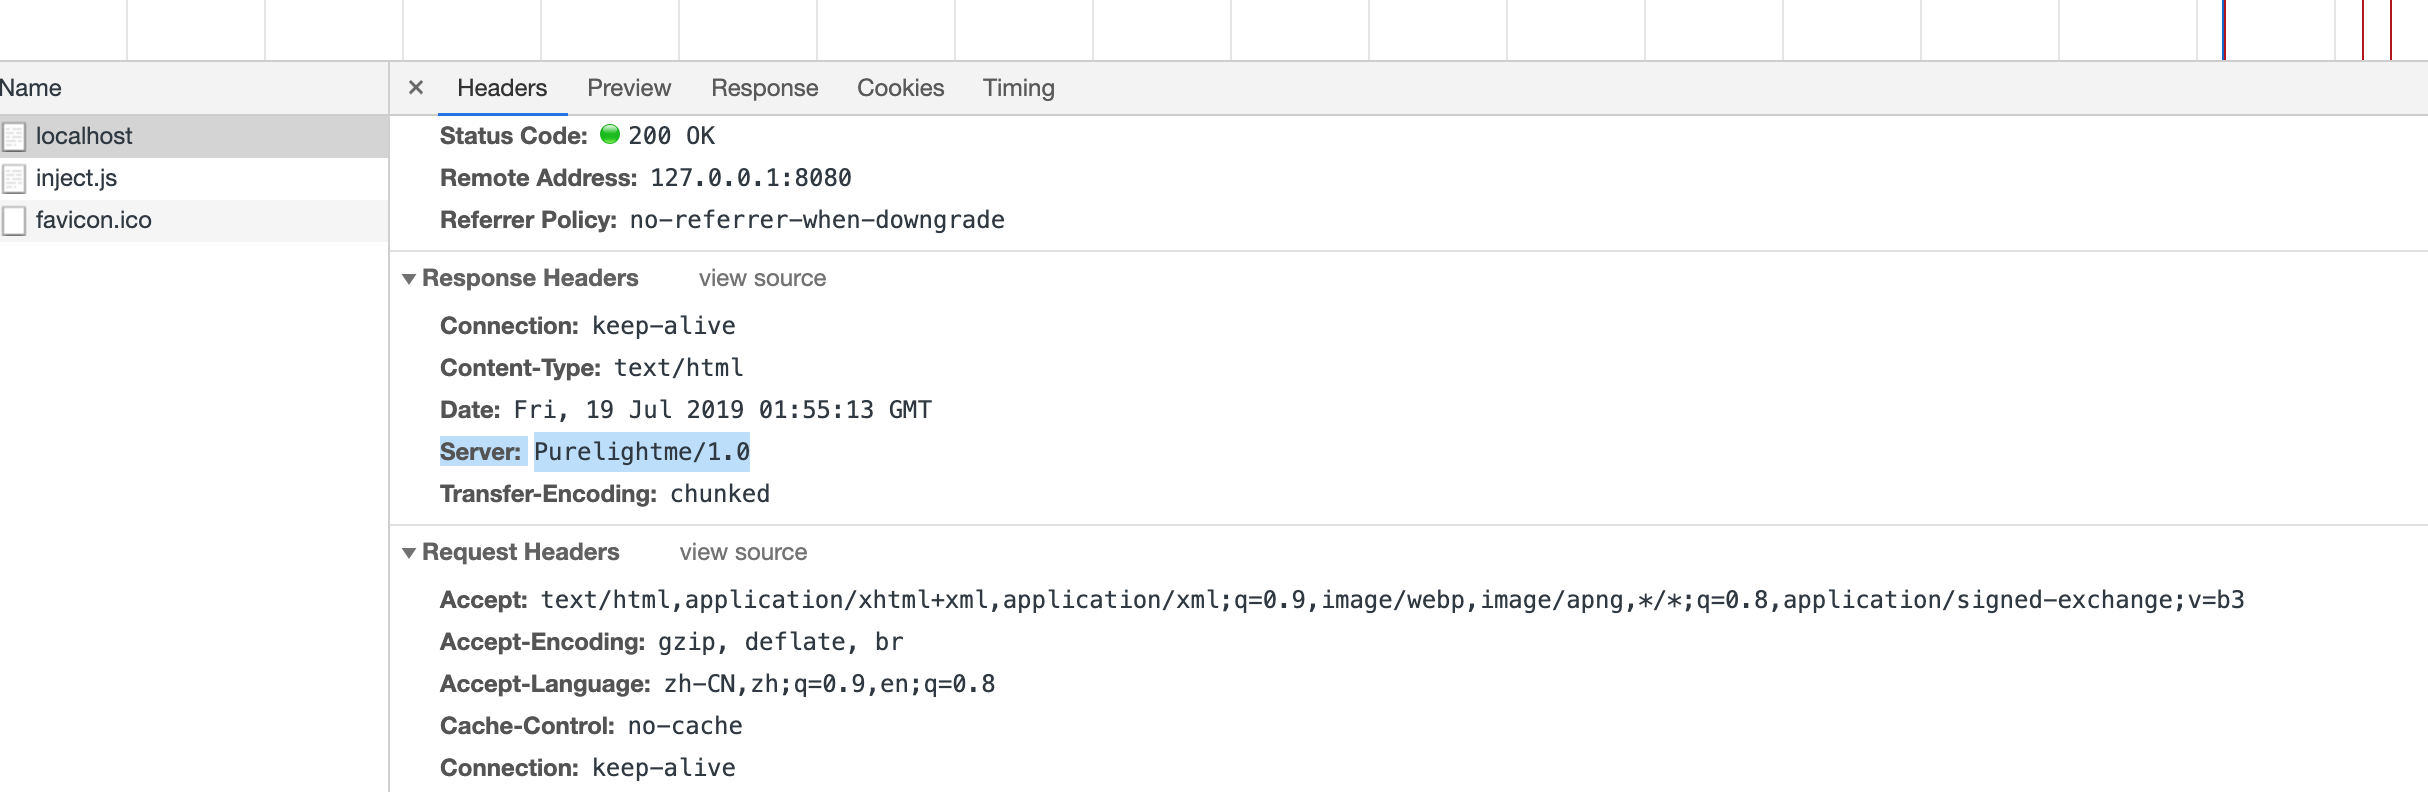 Name
localhost
inject.js
favicon.ico
× Headers Preview Response Cookies Timing
Status Code: 200 OK
Remote Address: 127.0.0.1:8080
Referrer Policy: no-referrer-when-downgrade
▼ Response Headers view source
Connection: keep-alive
Content-Type: text/html
Date: Fri, 19 Jul 2019 01:55:13 GMT
Server: Purelightme/1.0
Transfer-Encoding: chunked
▼ Request Headers view source
Accept: text/html,application/xhtml+xml,application/xml;q=0.9,image/webp,image/apng,*/*;q=0.8,application/signed-exchange;v=b3
Accept-Encoding: gzip, deflate, br
Accept-Language: zh-CN,zh;q=0.9,en;q=0.8
Cache-Control: no-cache
Connection: keep-alive